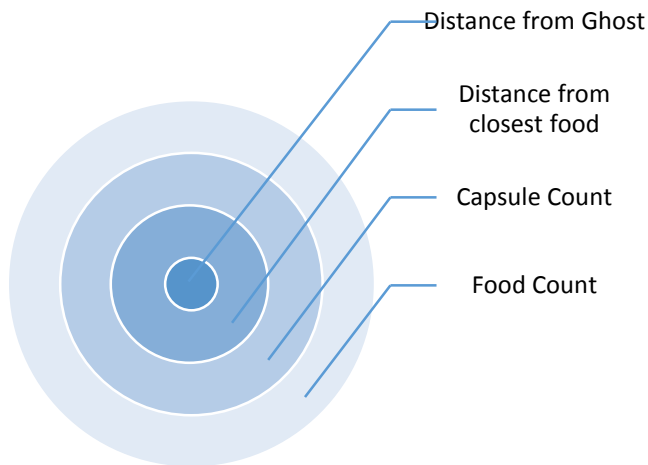 Distance from Ghost
Distance from
closest food
Capsule Count
Food Count